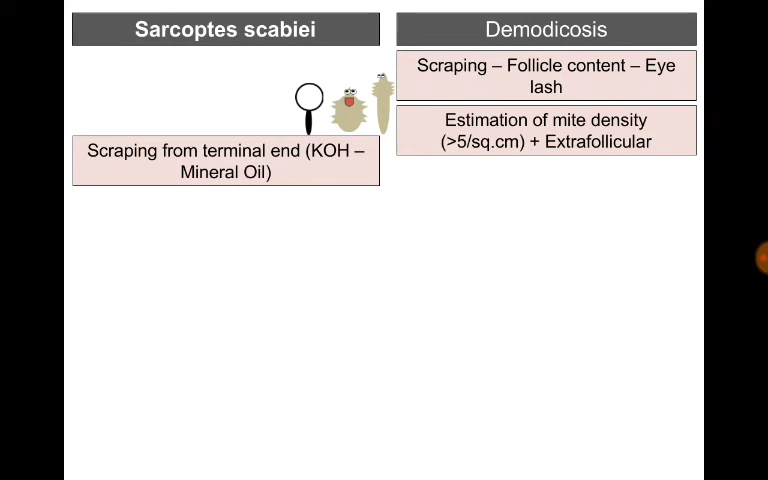 Sarcoptes scabiei
Scraping from terminal end (KOH –
Mineral Oil)
Demodicosis
Scraping – Follicle content – Eye
lash
Estimation of mite density
(>5/sq.cm) + Extrafollicular